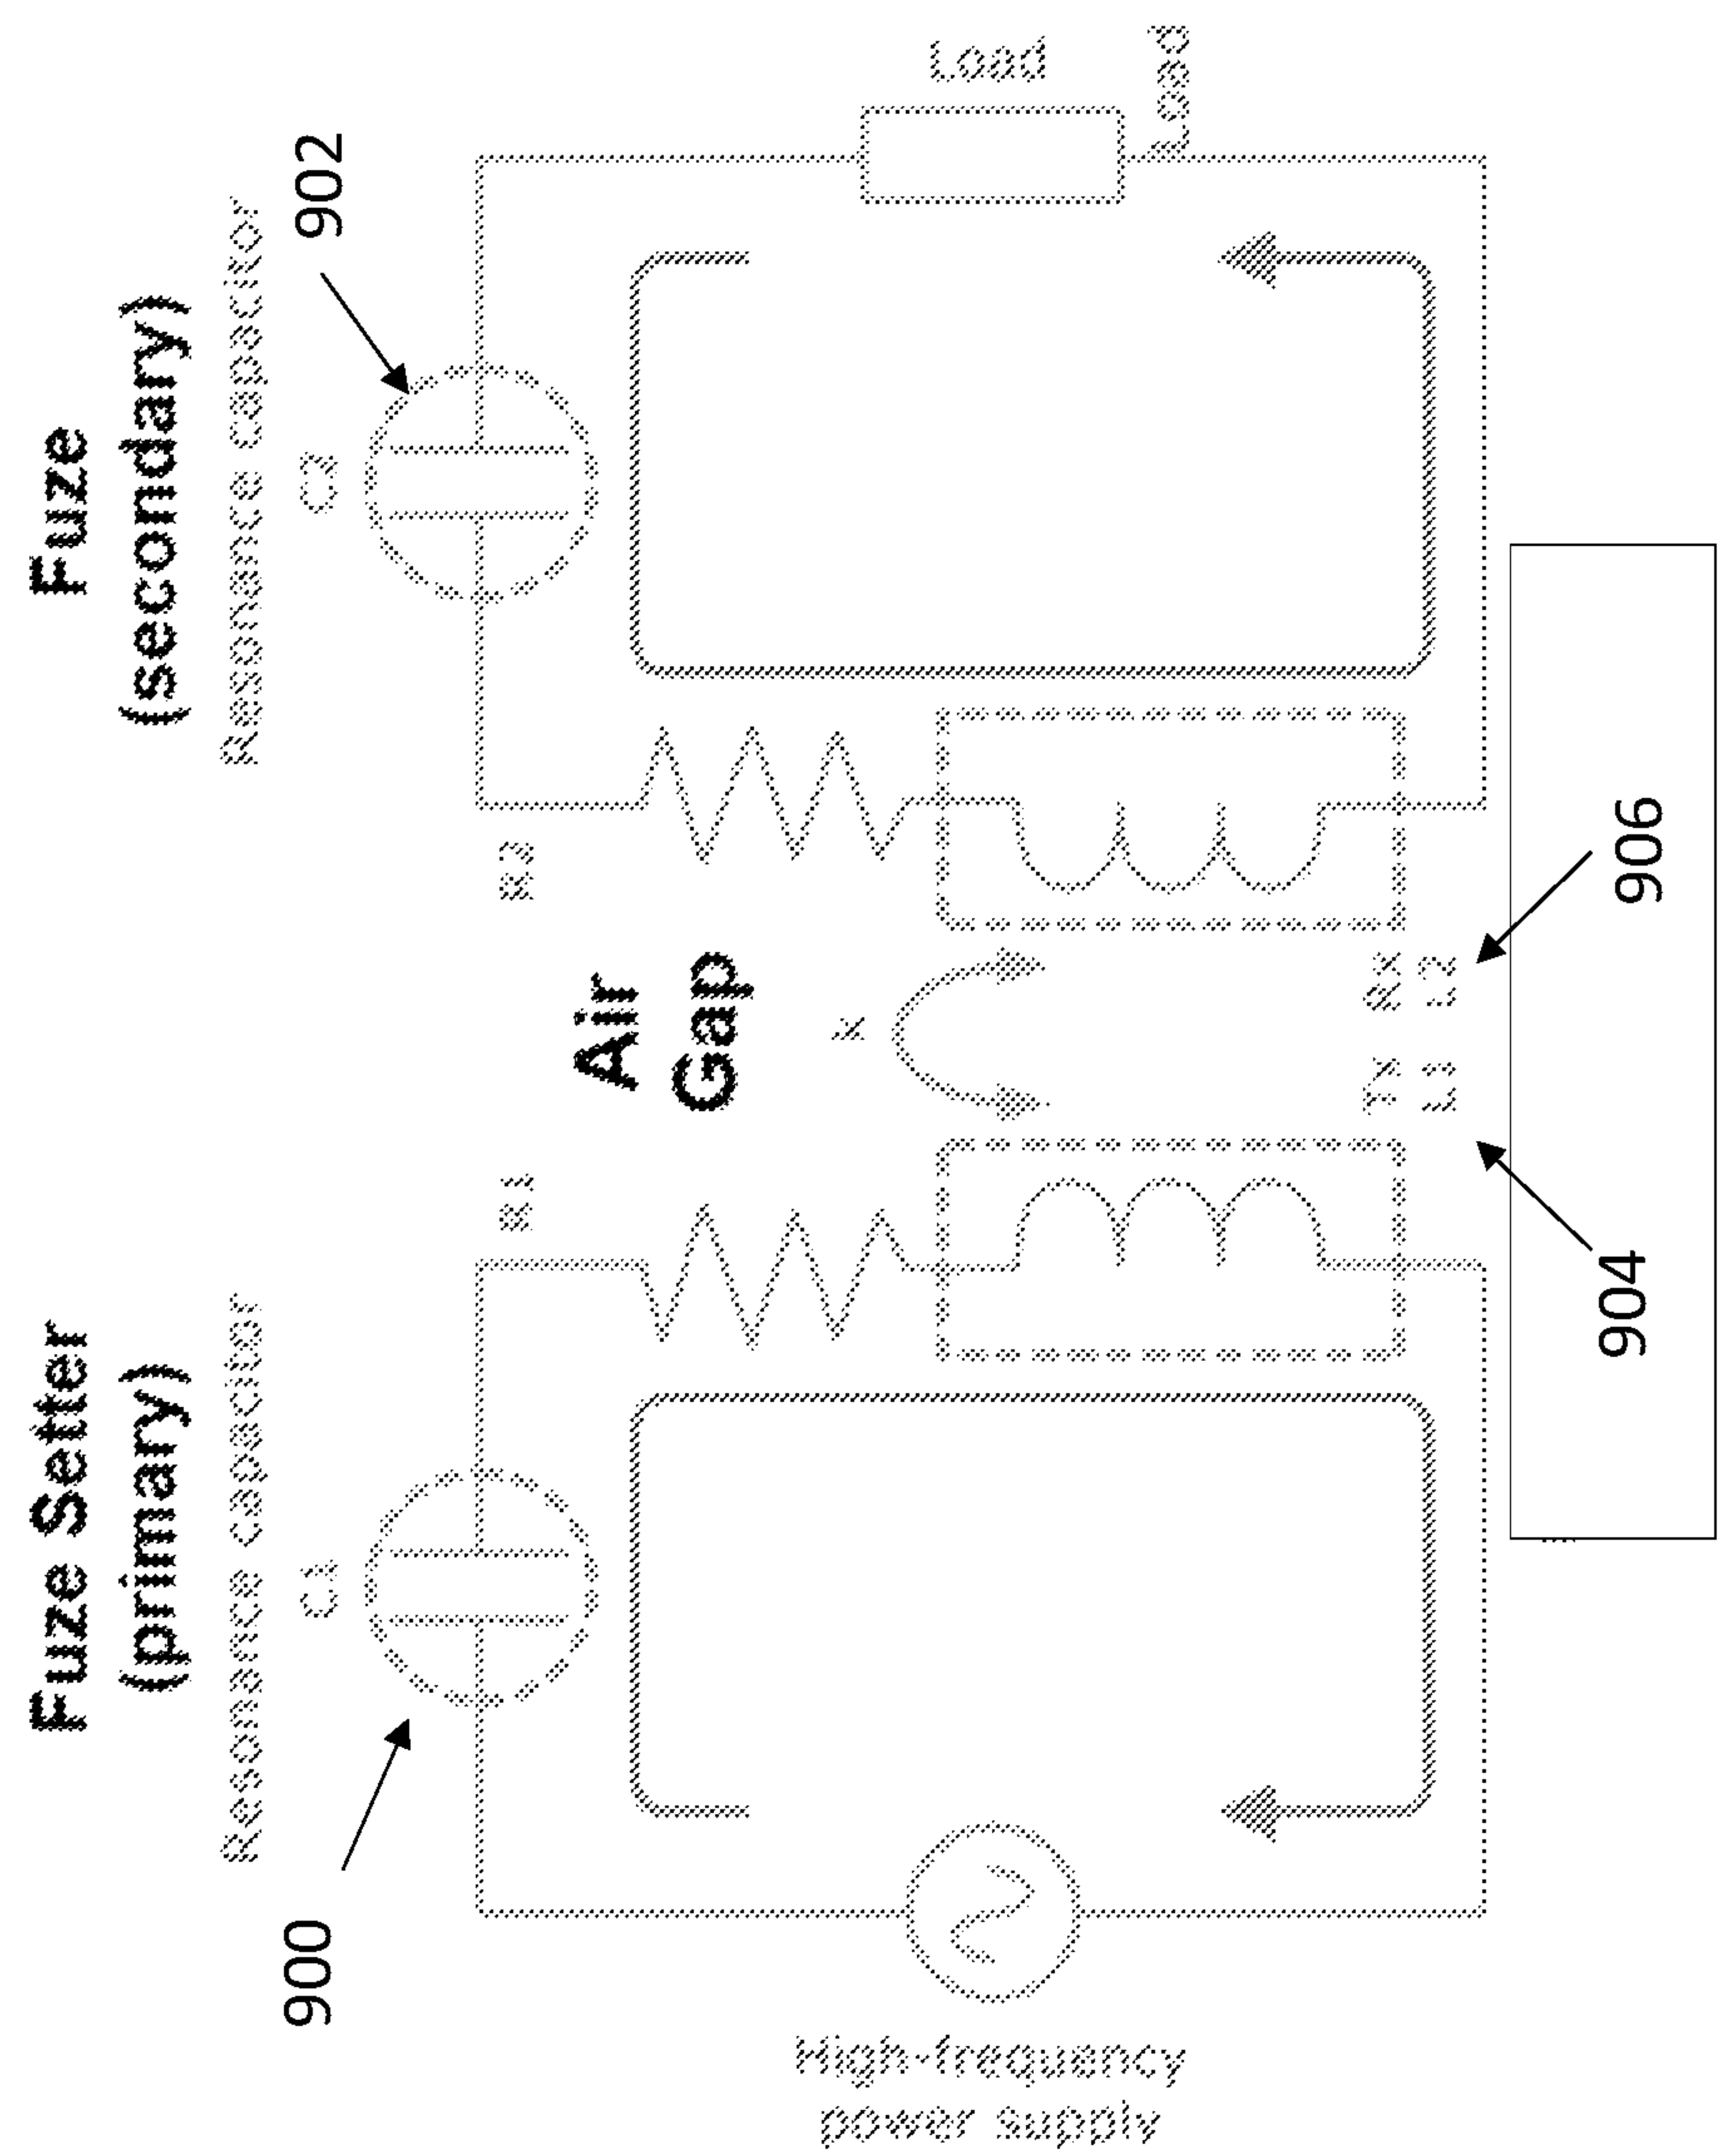 Fuze Setter
(primary)
Fuze
(secondary)
Resonance capacitor
Resonance capacitor
900
C1
C2
902
R1
Air
Gap
R2
K
High-frequency
power supply
Load
Load
Tx
Rx
L1
L2
904
906